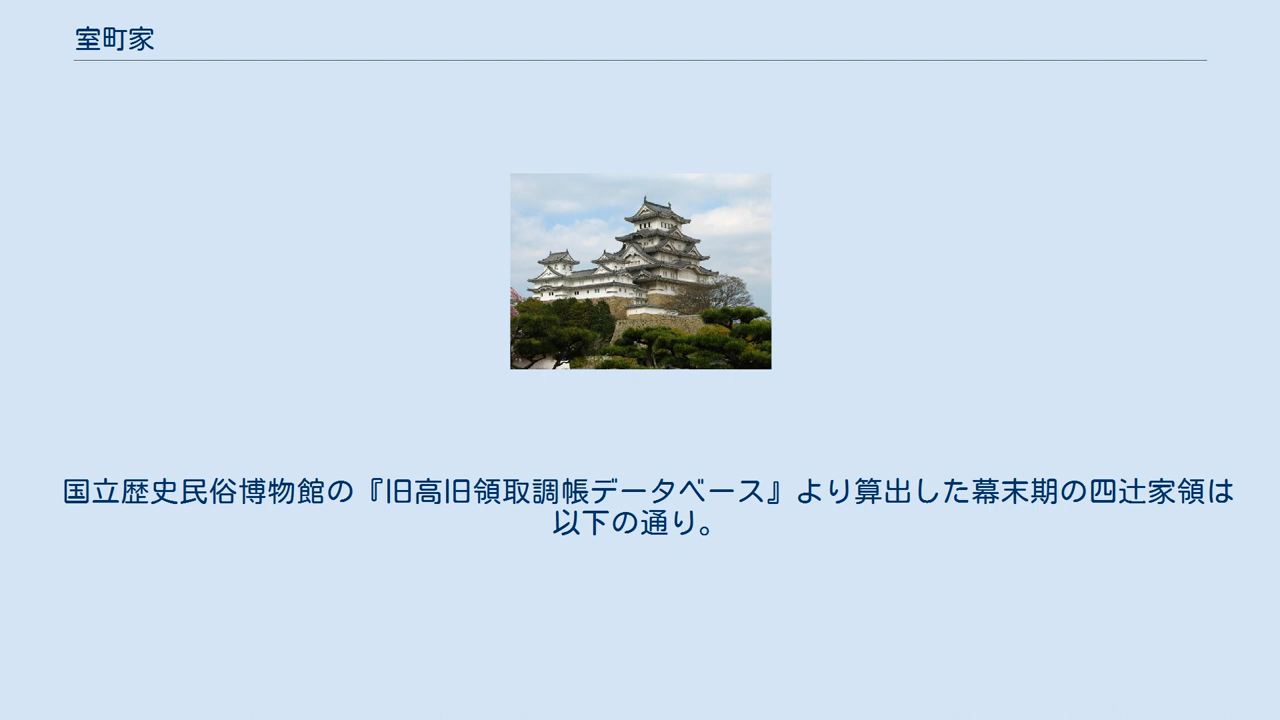 室町家
国立歴史民俗博物館の『旧高旧領取調帳データベース』より算出した幕末期の四辻家領は
以下の通り。